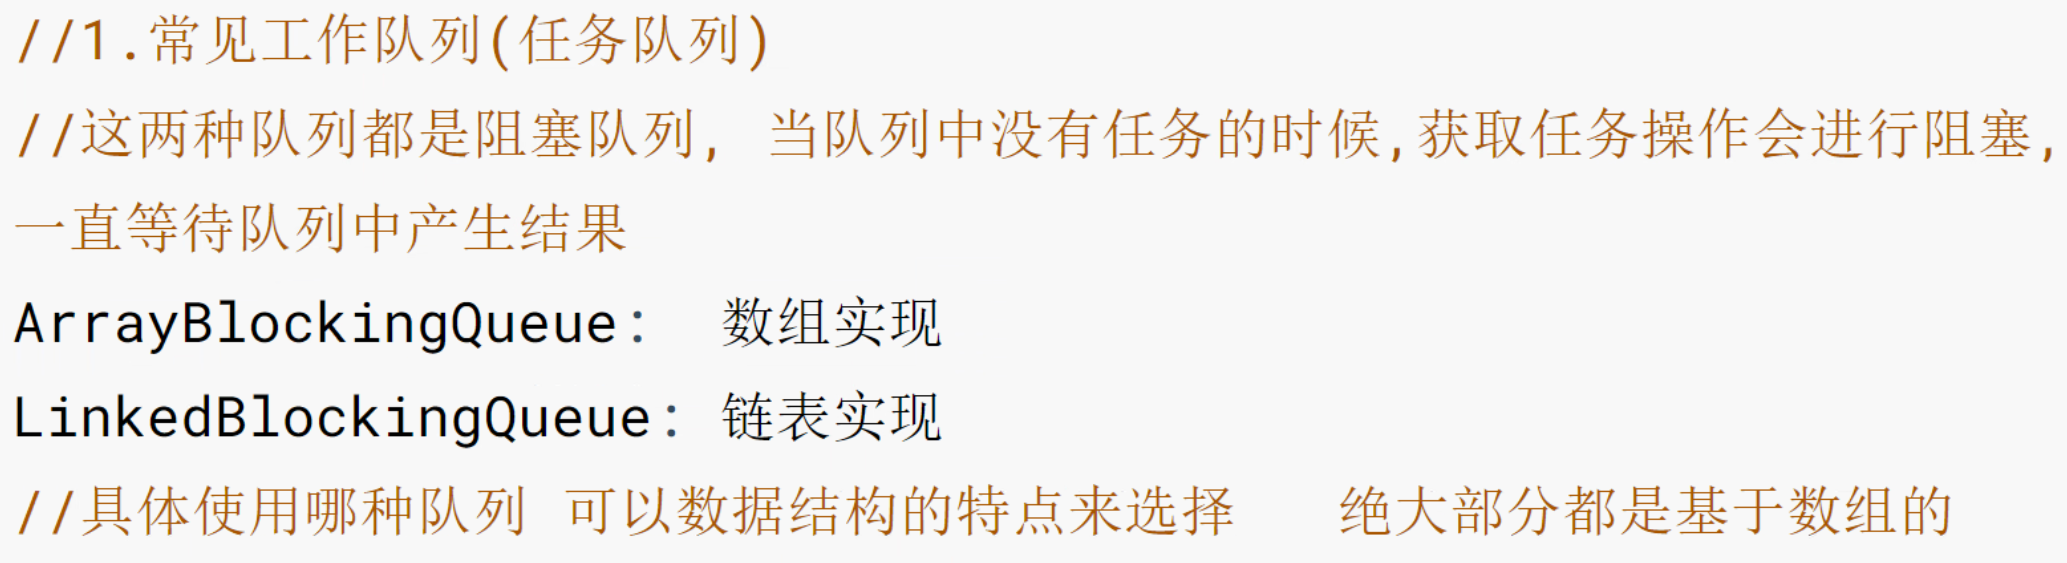 //1.常见工作队列(任务队列)
//这两种队列都是阻塞队列, 当队列中没有任务的时候,获取任务操作会进行阻塞,
一直等待队列中产生结果
ArrayBlockingQueue: 数组实现
LinkedBlockingQueue: 链表实现
//具体使用哪种队列 可以数据结构的特点来选择 绝大部分都是基于数组的